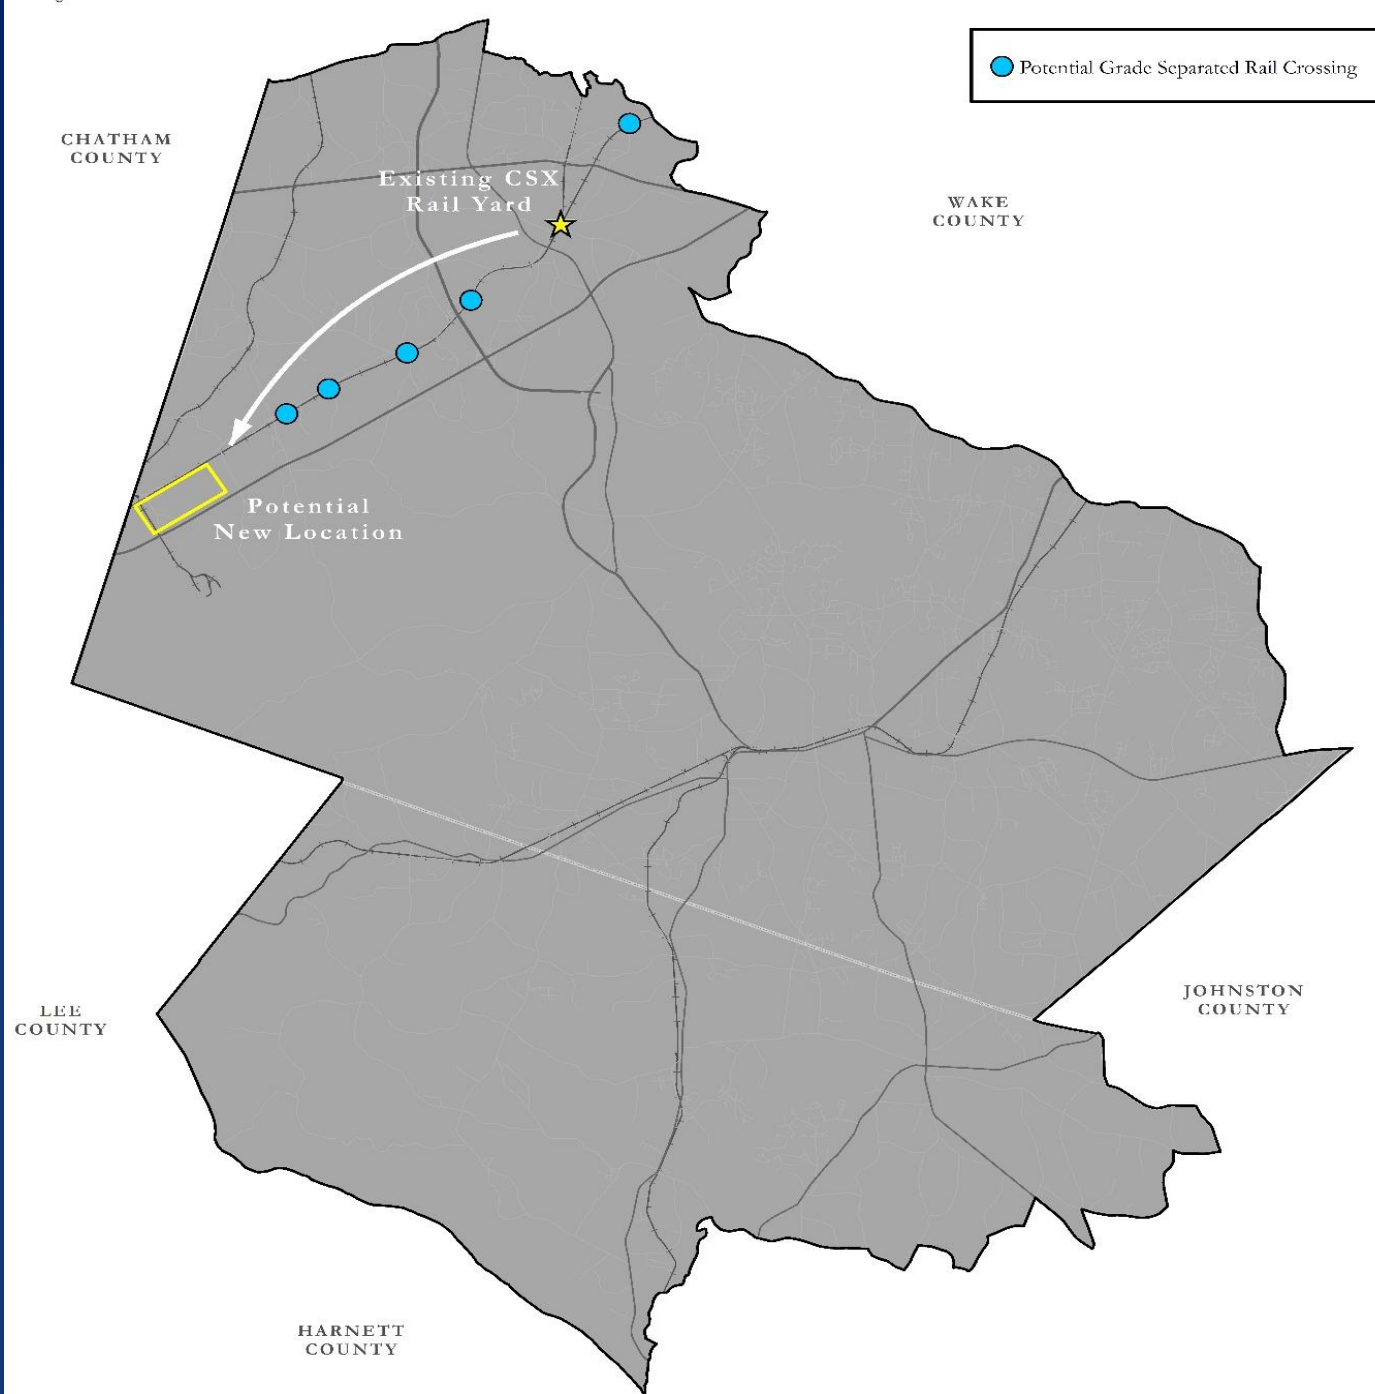 Potential Grade Separated Rail Crossing
CHATHAM
COUNTY
Existing CSX
Rail Yard
WAKE
COUNTY
Potential
New Location
LEE
COUNTY
JOHNSTON
COUNTY
HARNETT
COUNTY